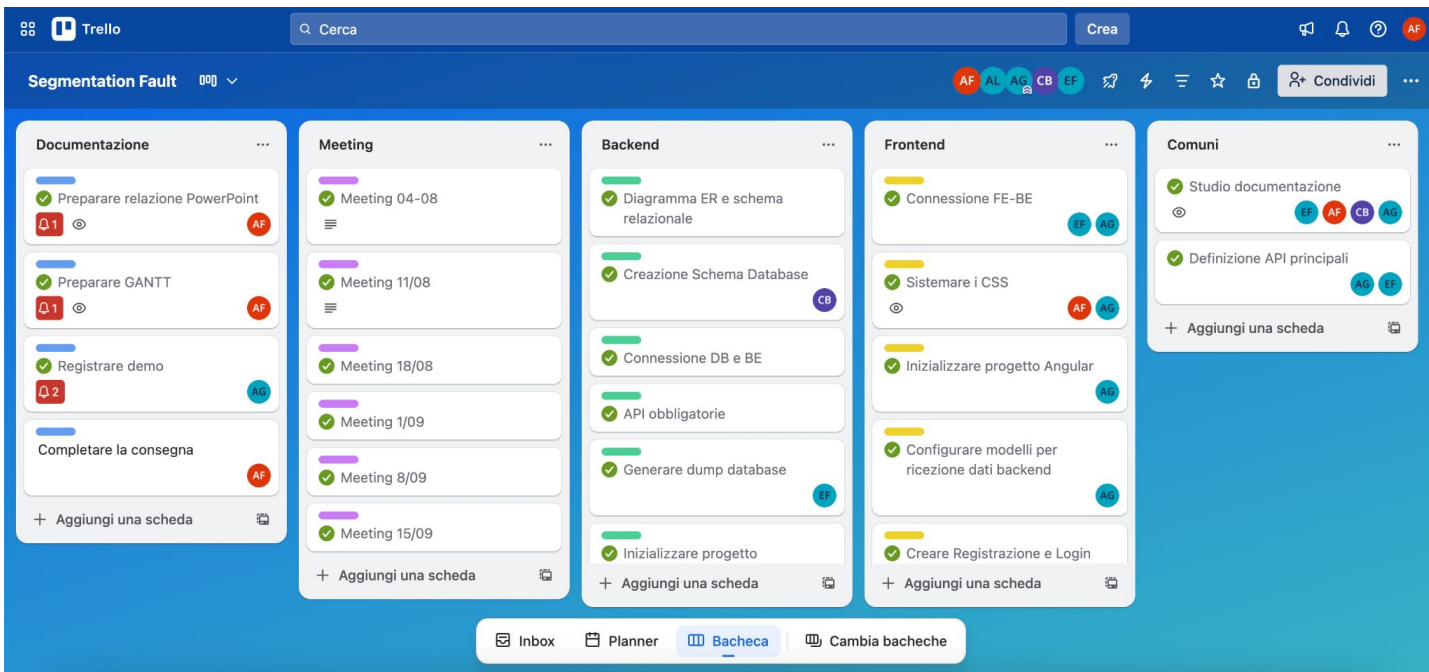 Trello
Cerca
Crea
AF
Segmentation Fault
AF AL AG CB EF
Condividi
Documentazione
Preparare relazione PowerPoint
1
AF
Preparare GANTT
1
AF
Registrare demo
2
AG
Completare la consegna
AF
Aggiungi una scheda
Meeting
Meeting 04-08
Meeting 11/08
Meeting 18/08
Meeting 1/09
Meeting 8/09
Meeting 15/09
Aggiungi una scheda
Backend
Diagramma ER e schema
relazionale
Creazione Schema Database
CB
Connessione DB e BE
API obbligatorie
Generare dump database
EF
Inizializzare progetto
Aggiungi una scheda
Frontend
Connessione FE-BE
EF AG
Sistemare i CSS
AF AG
Inizializzare progetto Angular
AG
Configurare modelli per
ricezione dati backend
AG
Creare Registrazione e Login
Aggiungi una scheda
Comuni
Studio documentazione
EF AF CB AG
Definizione API principali
AG EF
Aggiungi una scheda
Inbox
Planner
Bacheca
Cambia bacheche